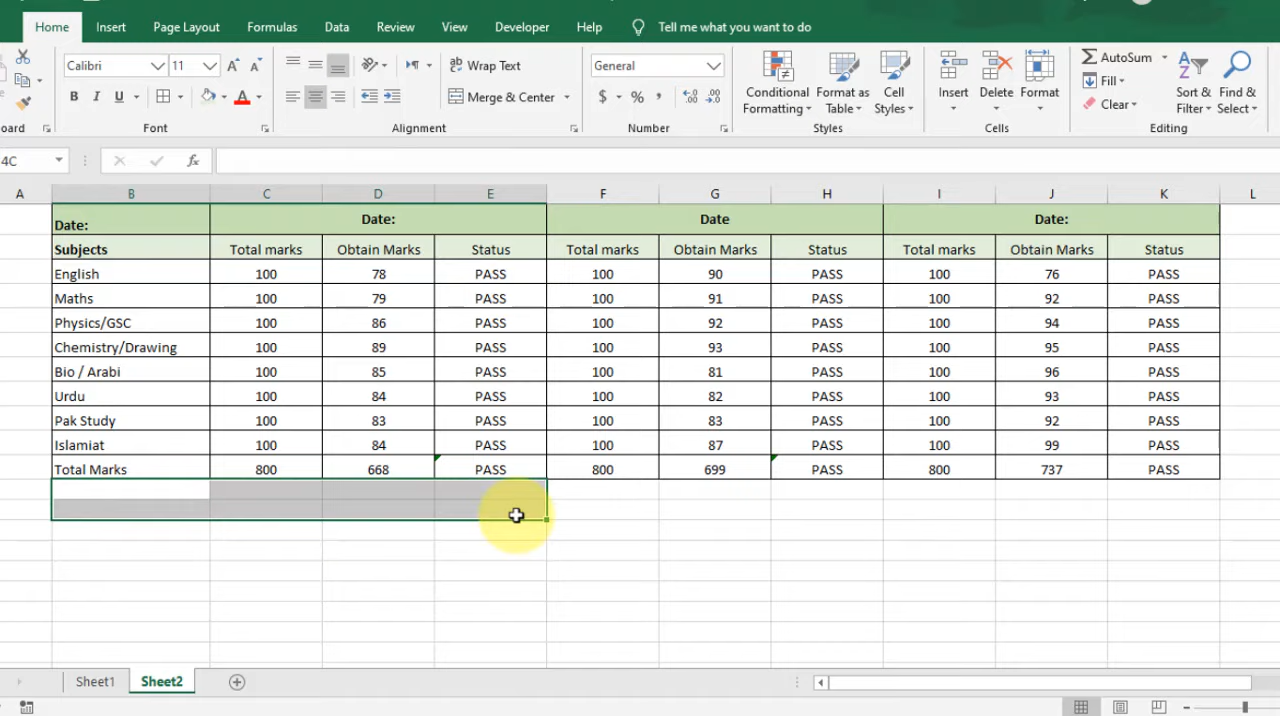 Home Insert Page Layout Formulas Data Review View Developer Help Tell me what you want to do
Calibri 11 Wrap Text General AutoSum
Conditional Format as Cell Insert Delete Format Fill Sort & Find &
B I U Merge & Center $ % , Formatting Table Styles Clear Filter Select
oard Font Alignment Number Styles Cells Editing
4C fx
A B C D E F G H I J K L
Date: Date: Date Date:
Subjects Total marks Obtain Marks Status Total marks Obtain Marks Status Total marks Obtain Marks Status
English 100 78 PASS 100 90 PASS 100 76 PASS
Maths 100 79 PASS 100 91 PASS 100 92 PASS
Physics/GSC 100 86 PASS 100 92 PASS 100 94 PASS
Chemistry/Drawing 100 89 PASS 100 93 PASS 100 95 PASS
Bio / Arabi 100 85 PASS 100 81 PASS 100 96 PASS
Urdu 100 84 PASS 100 82 PASS 100 93 PASS
Pak Study 100 83 PASS 100 83 PASS 100 92 PASS
Islamiat 100 84 PASS 100 87 PASS 100 99 PASS
Total Marks 800 668 PASS 800 699 PASS 800 737 PASS
Sheet1 Sheet2